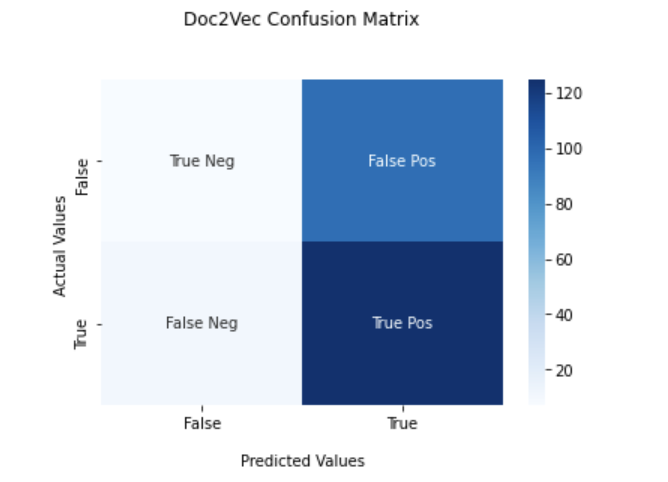 Doc2Vec Confusion Matrix
True Neg
False Pos
False Neg
True Pos
False
True
Actual Values
False
True
Predicted Values
120
100
80
60
40
20